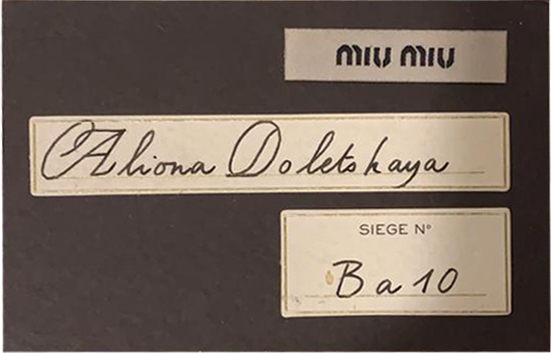 MIU MIU
Aliona Doletskaya
SIEGE N°
Ba 10